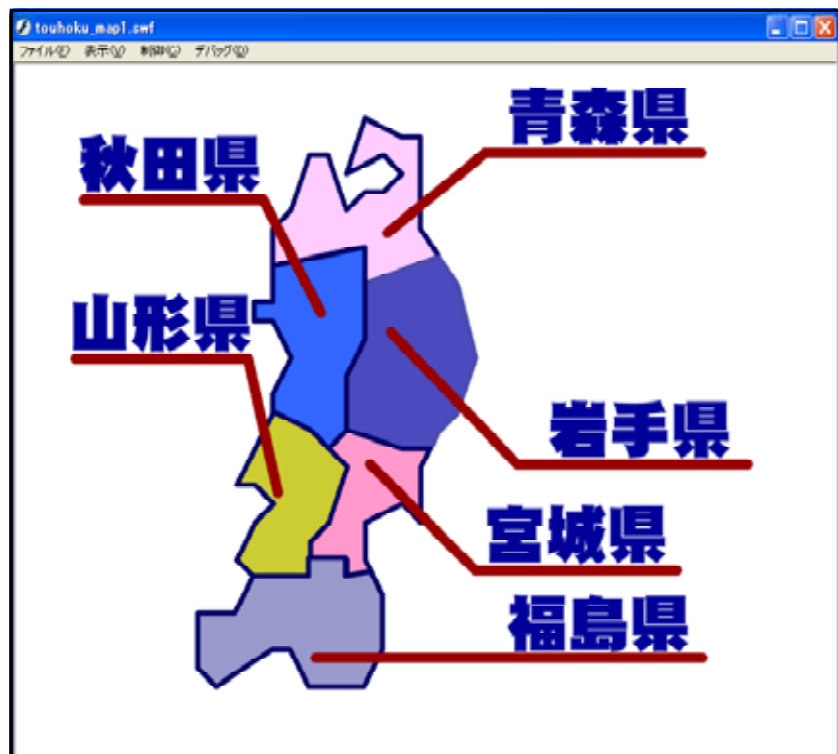 touhoku_map1.swf
ファイル(F) 表示(V) 制御(C) デバッグ(D)
青森県
秋田県
山形県
岩手県
宮城県
福島県